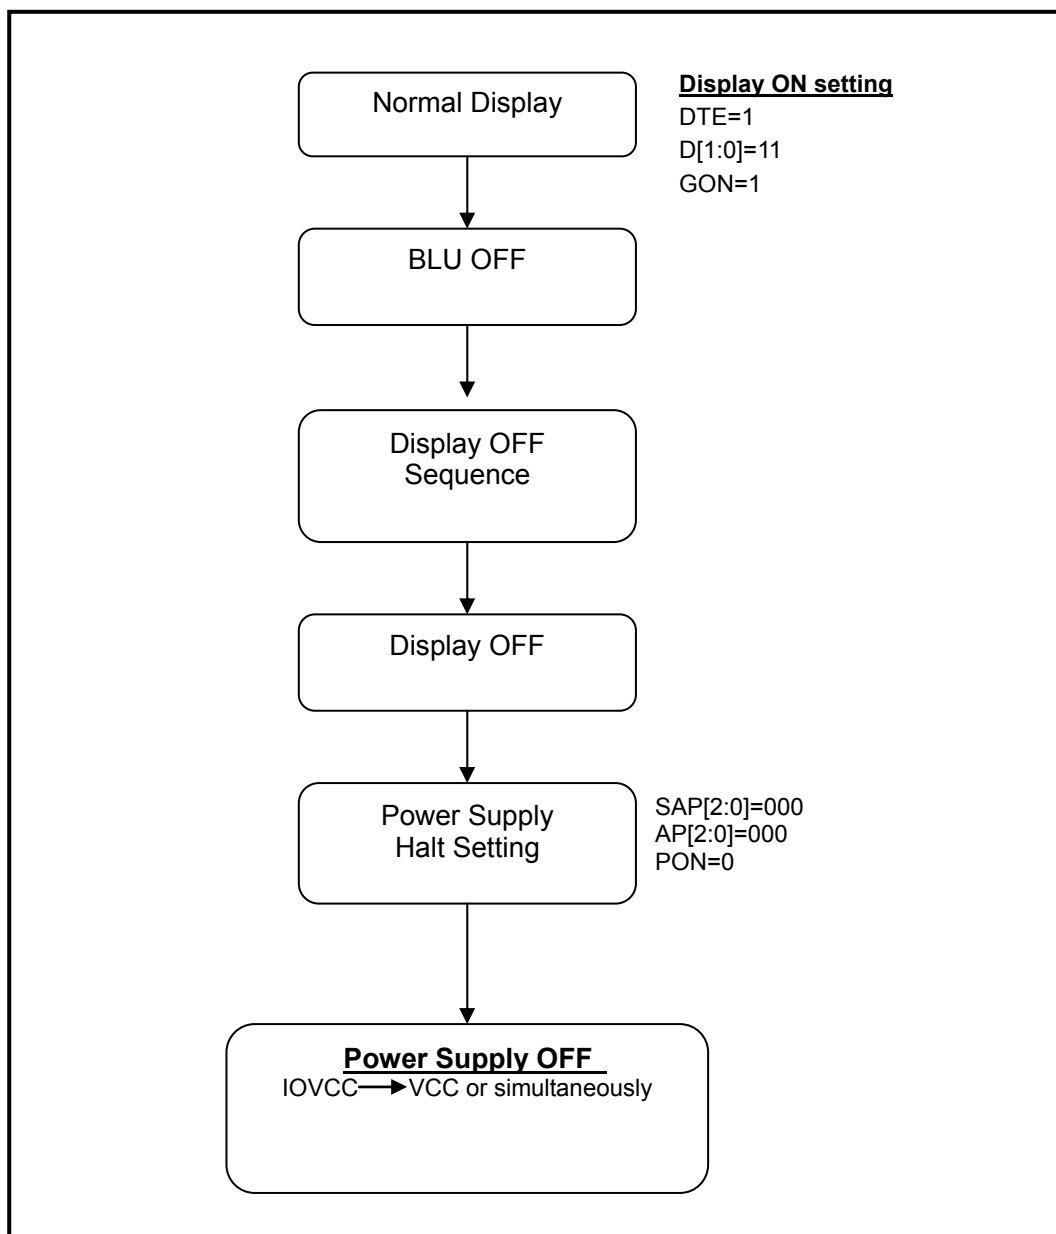 Normal Display
Display ON setting
DTE=1
D[1:0]=11
GON=1
BLU OFF
Display OFF
Sequence
Display OFF
Power Supply
Halt Setting
SAP[2:0]=000
AP[2:0]=000
PON=0
Power Supply OFF
IOVCC→VCC or simultaneously